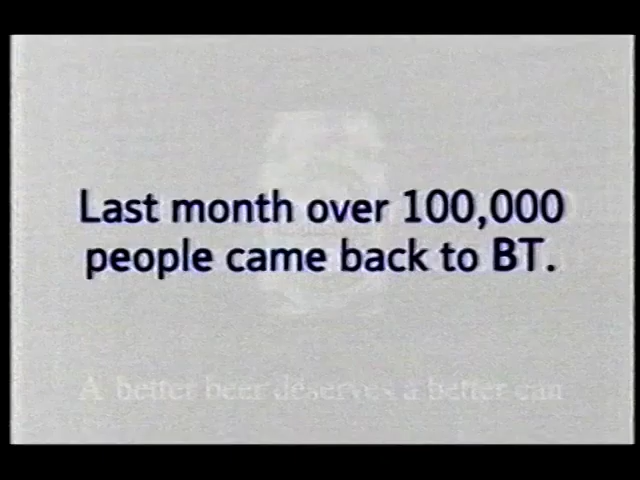 Last month over 100,000
people came back to BT.
A better beer deserves a better can